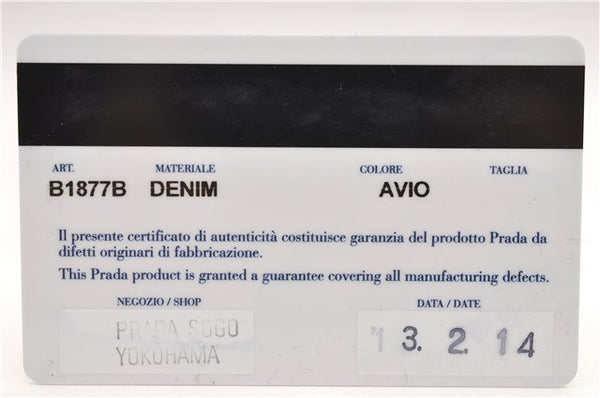 ART. MATERIALE COLORE TAGLIA
B1877B DENIM AVIO
Il presente certificato di autenticità costituisce garanzia del prodotto Prada da
difetti originari di fabbricazione.
This Prada product is granted a guarantee covering all manufacturing defects.
NEGOZIO / SHOP DATA / DATE
PRADA SOGO
YOKOHAMA
'13. 2. 14